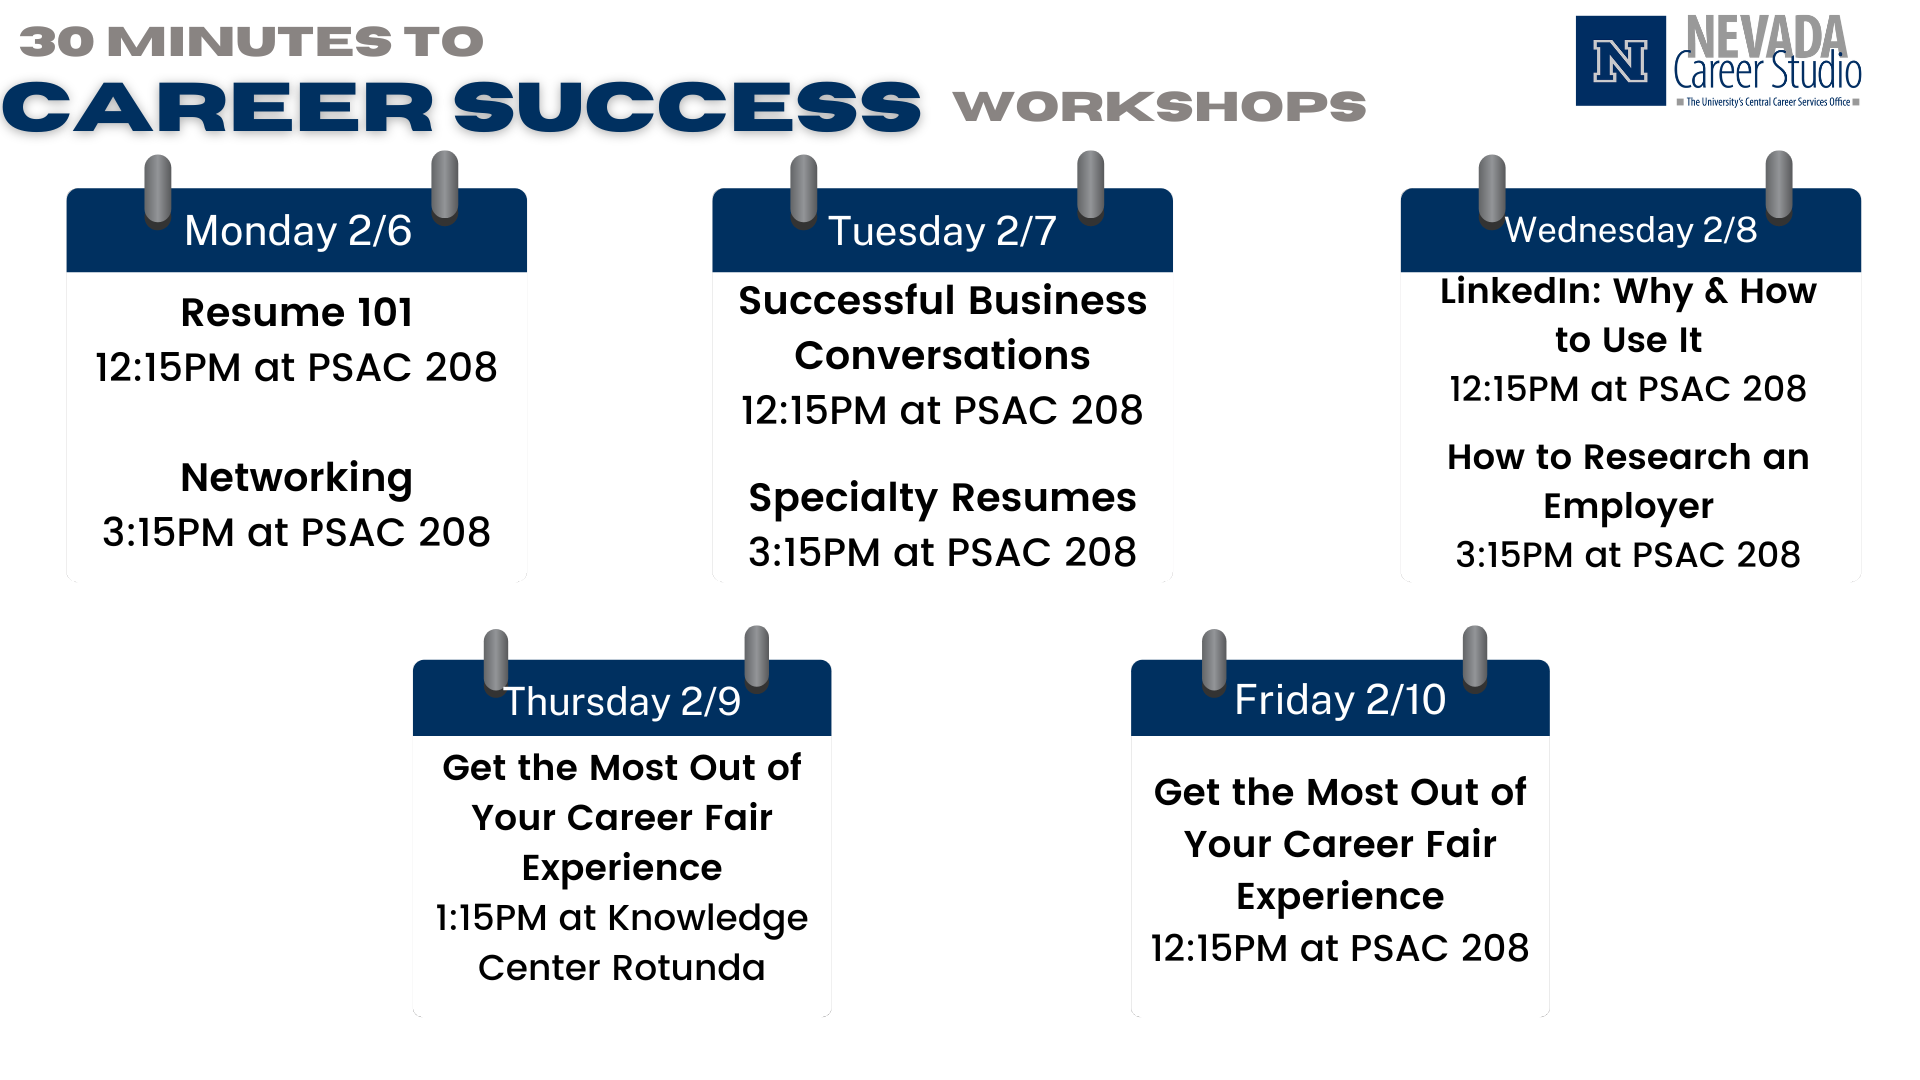 30 MINUTES TO
CAREER SUCCESS WORKSHOPS
N NEVADA
Career Studio
The University's Central Career Services Office
Monday 2/6
Resume 101
12:15PM at PSAC 208
Networking
3:15PM at PSAC 208
Tuesday 2/7
Successful Business
Conversations
12:15PM at PSAC 208
Specialty Resumes
3:15PM at PSAC 208
Wednesday 2/8
LinkedIn: Why & How
to Use It
12:15PM at PSAC 208
How to Research an
Employer
3:15PM at PSAC 208
Thursday 2/9
Get the Most Out of
Your Career Fair
Experience
1:15PM at Knowledge
Center Rotunda
Friday 2/10
Get the Most Out of
Your Career Fair
Experience
12:15PM at PSAC 208